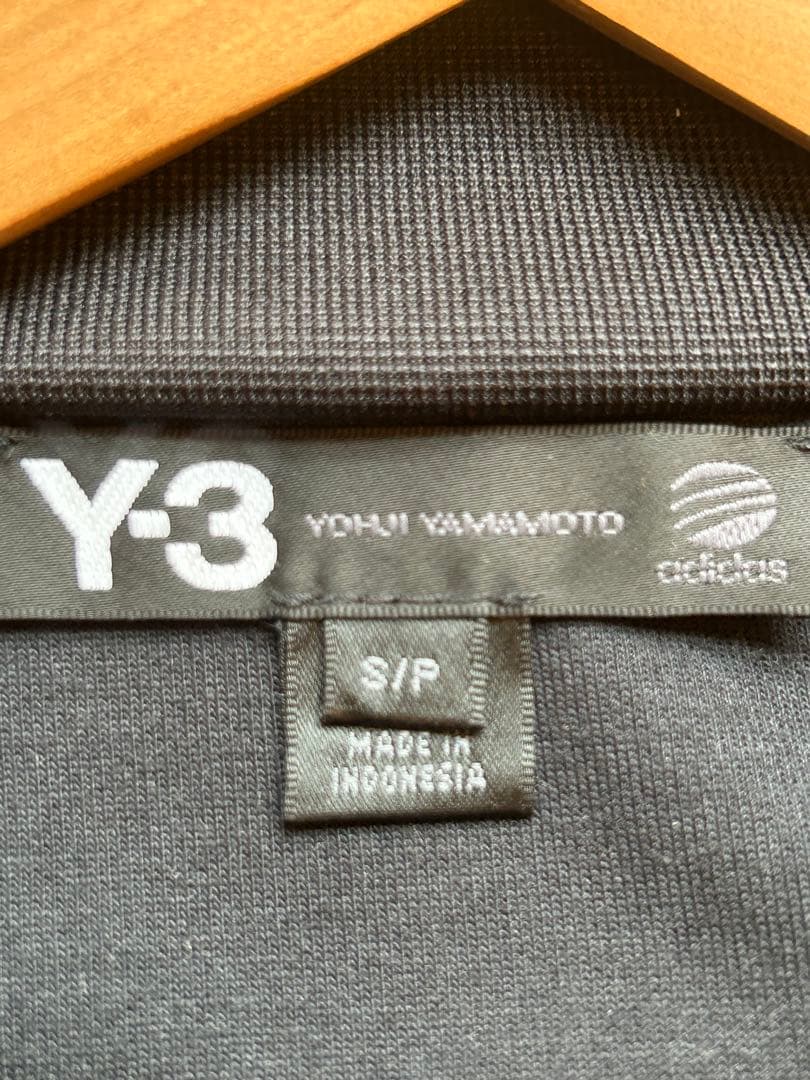 Y-3 YOHJI YAMAMOTO adidas
S/P
MADE IN
INDONESIA